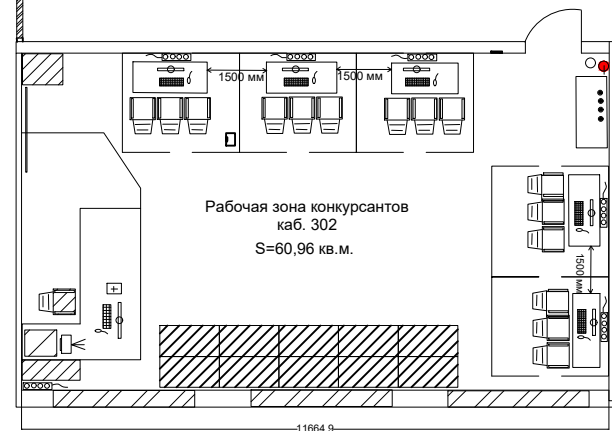 1500 мм
1500 мм
Рабочая зона конкурсантов
каб. 302
S=60,96 кв.м.
1500 мм
11664,9